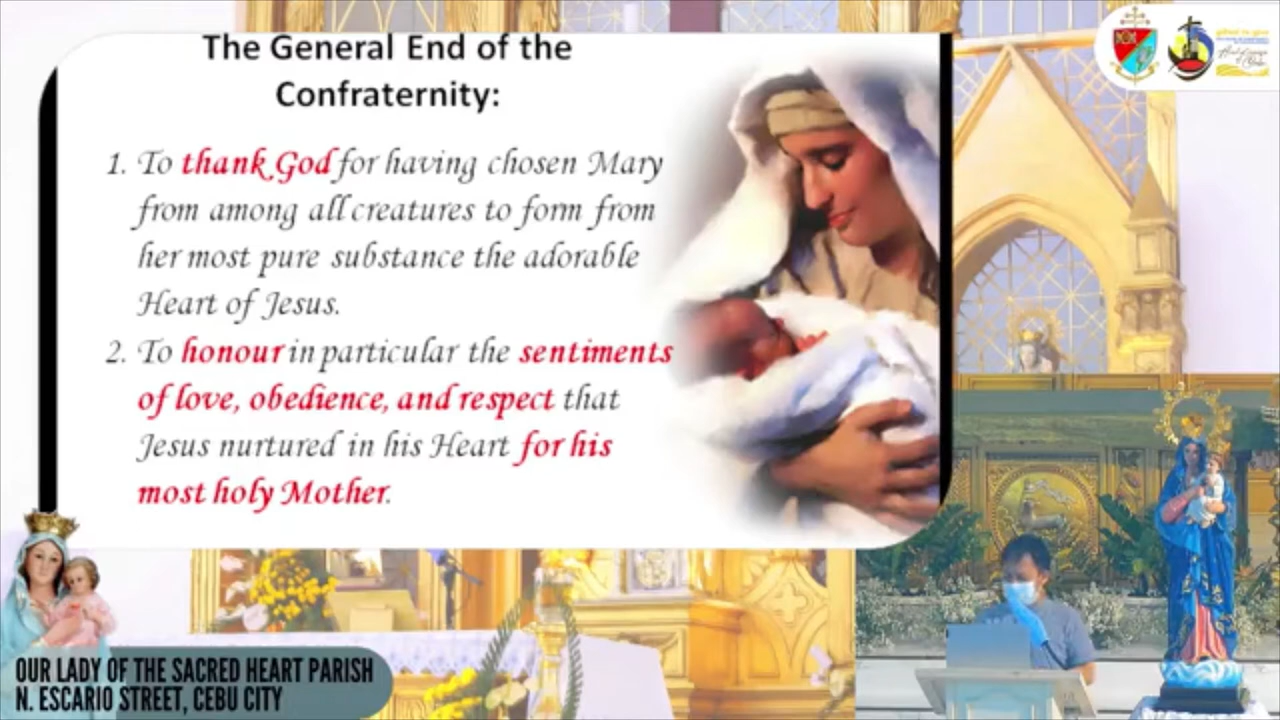 The General End of the
Confraternity:
1. To thank God for having chosen Mary
from among all creatures to form from
her most pure substance the adorable
Heart of Jesus.
2. To honour in particular the sentiments
of love, obedience, and respect that
Jesus nurtured in his Heart for his
most holy Mother.
OUR LADY OF THE SACRED HEART PARISH
N. ESCARIO STREET, CEBU CITY